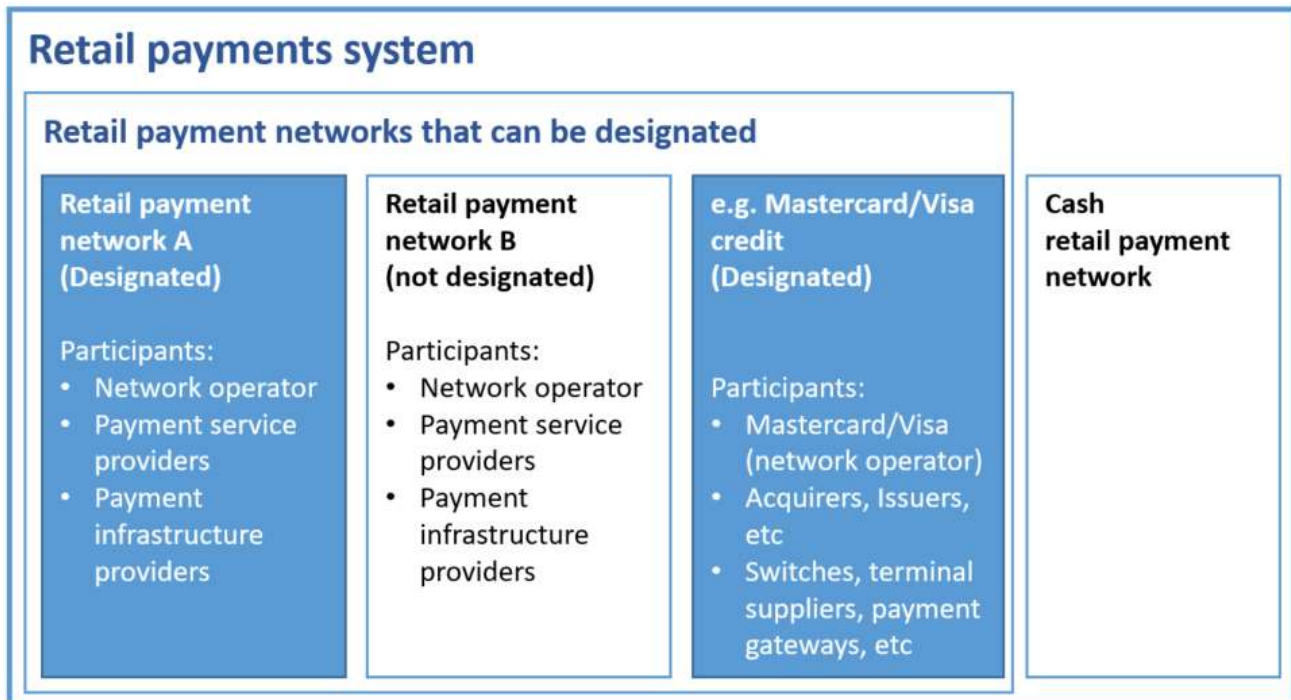 Retail payments system
Retail payment networks that can be designated
Retail payment
network A
(Designated)
Participants:
• Network operator
• Payment service
providers
• Payment
infrastructure
providers
Retail payment
network B
(not designated)
Participants:
• Network operator
• Payment service
providers
• Payment
infrastructure
providers
e.g. Mastercard/Visa
credit
(Designated)
Participants:
• Mastercard/Visa
(network operator)
• Acquirers, Issuers,
etc
• Switches, terminal
suppliers, payment
gateways, etc
Cash
retail payment
network